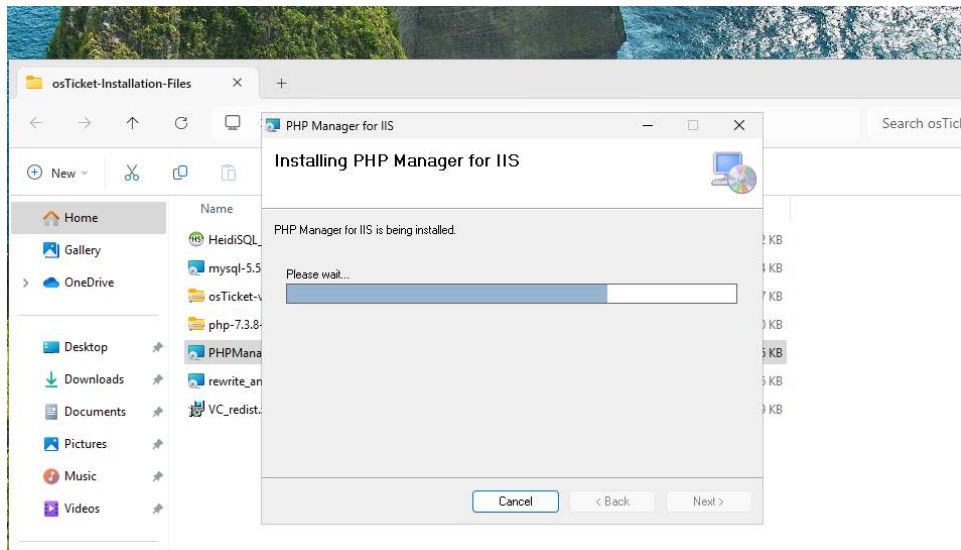 osTicket-Installation-Files
Search osTic
New
Home
Gallery
OneDrive
Desktop
Downloads
Documents
Pictures
Music
Videos
Name
HeidiSQL_
mysql-5.5
osTicket-v
php-7.3.8-
PHPMana
rewrite_an
VC_redist.
PHP Manager for IIS
Installing PHP Manager for IIS
PHP Manager for IIS is being installed.
Please wait...
Cancel
< Back
Next >
KB
KB
KB
KB
KB
KB
KB